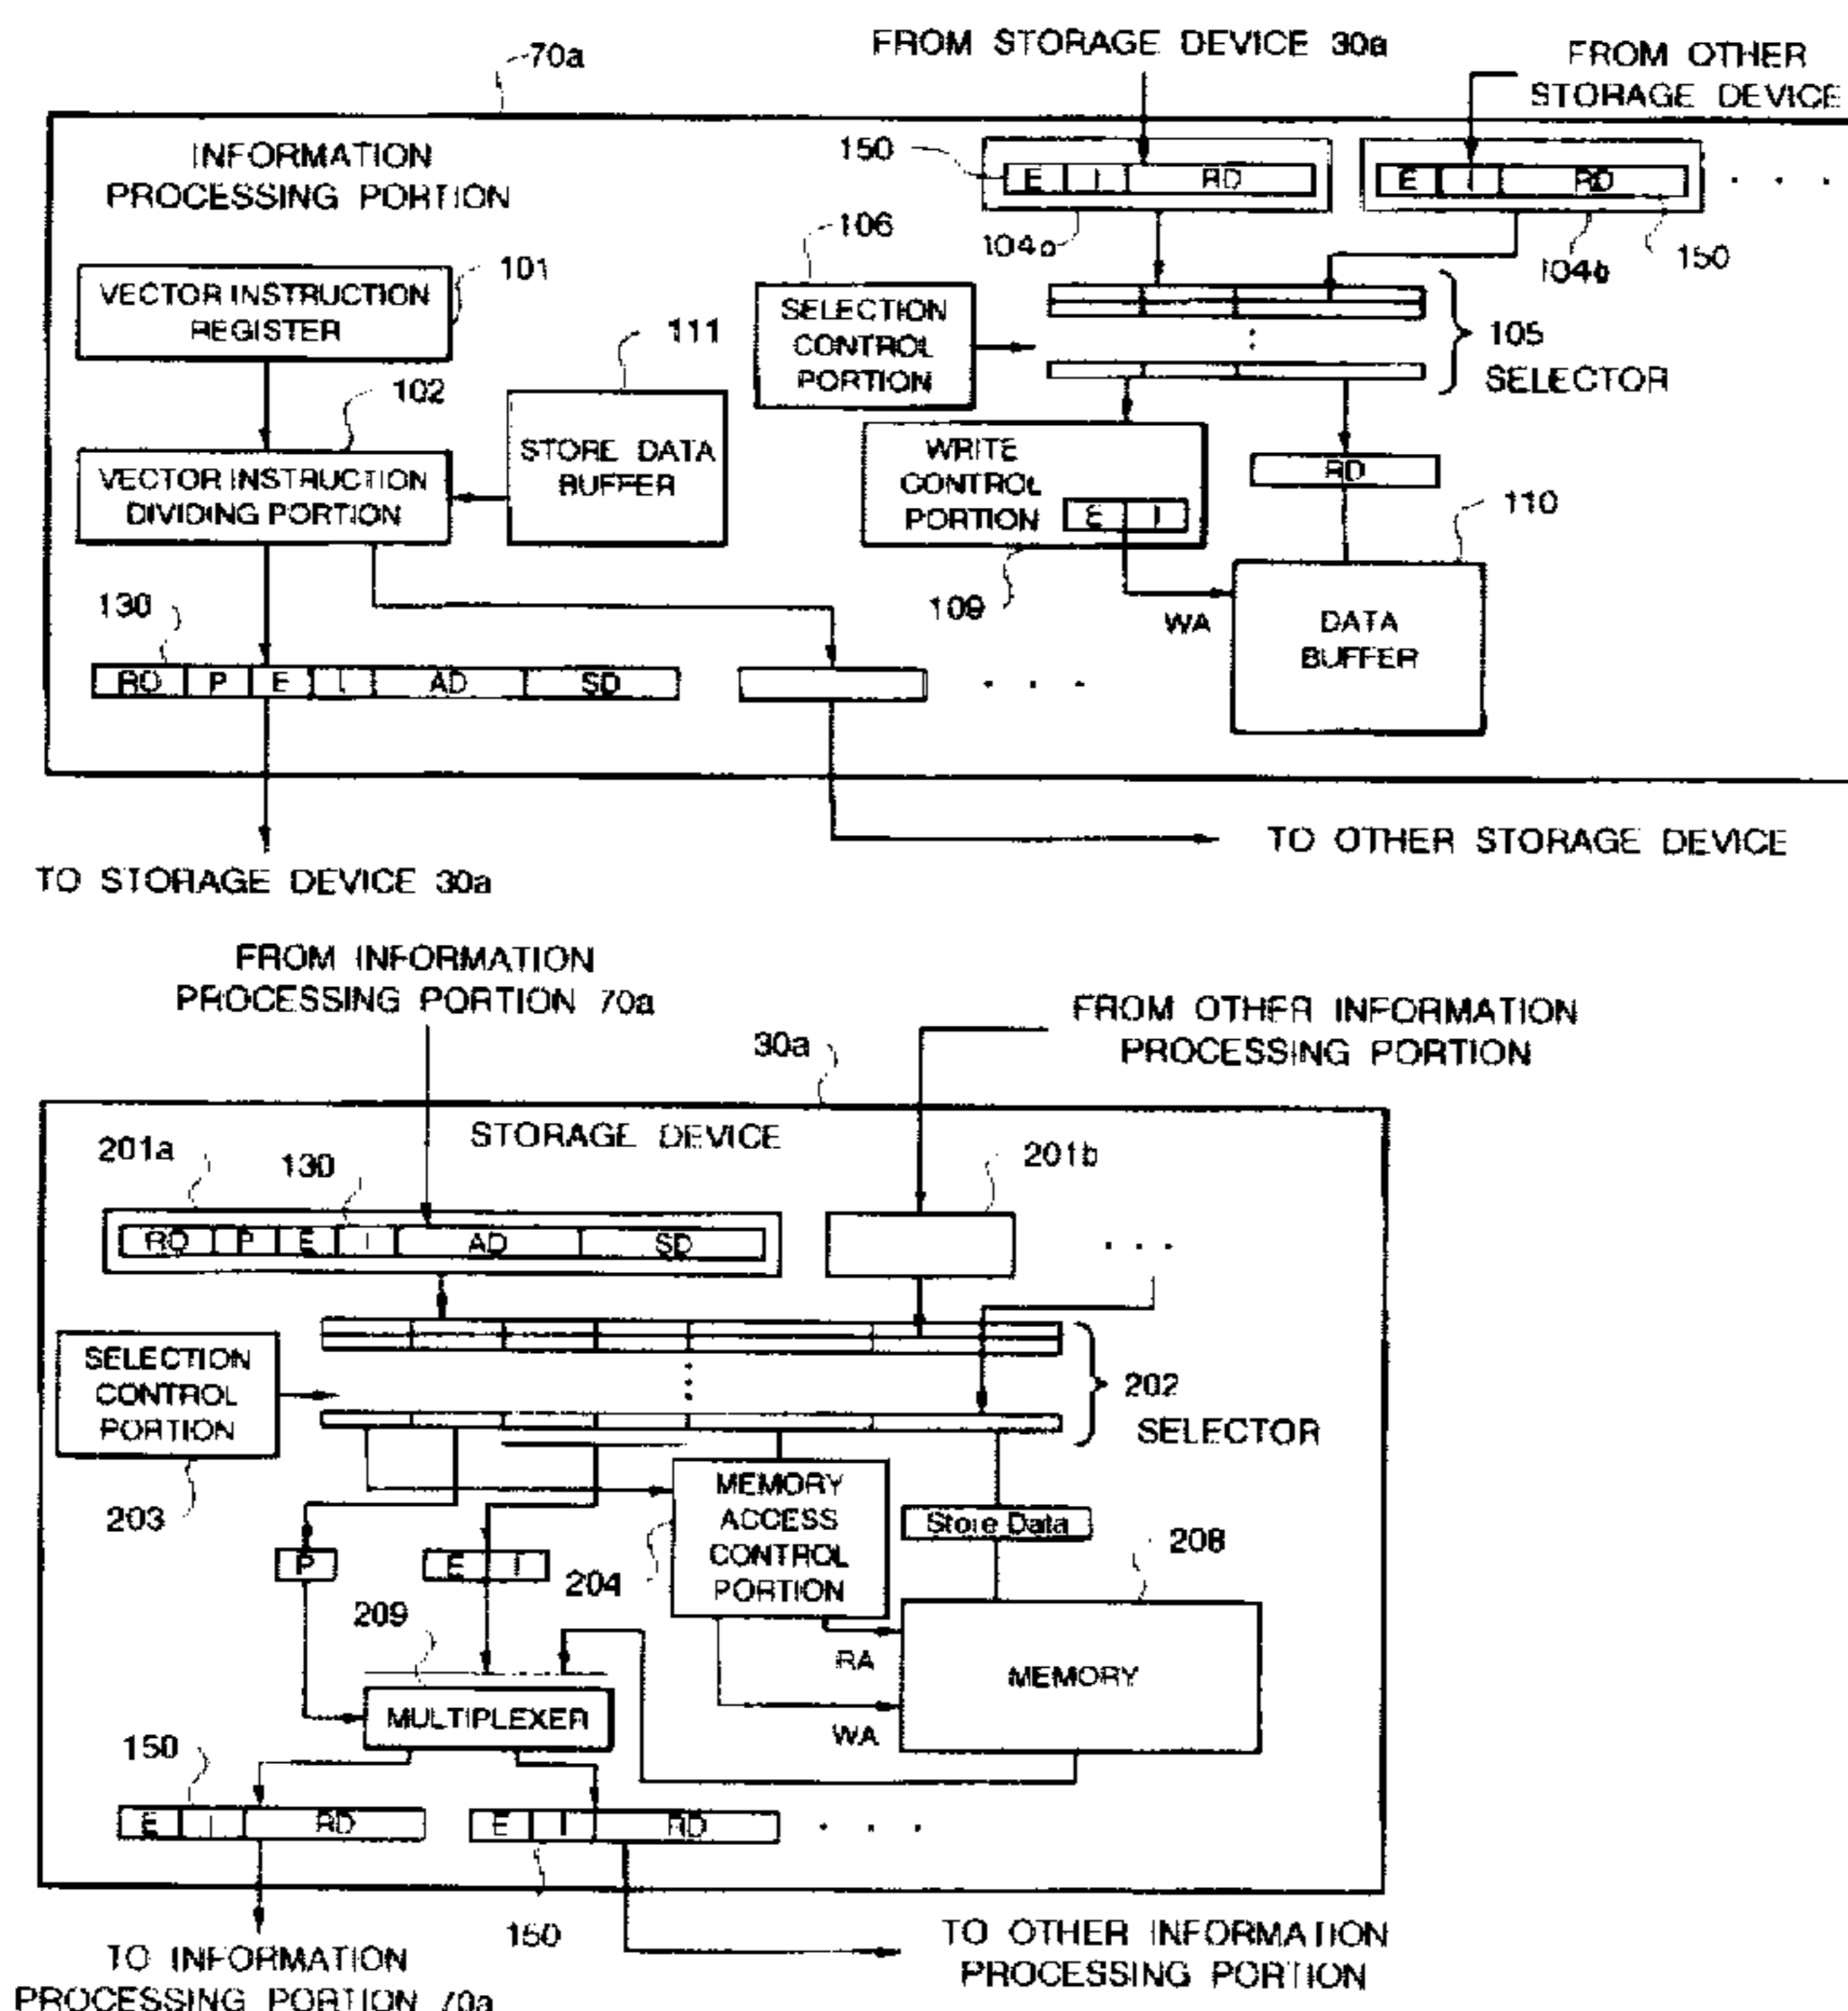 70a
FROM STORAGE DEVICE 30a
FROM OTHER
STORAGE DEVICE
INFORMATION
PROCESSING PORTION
150
E I RD
E I RD
. . .
104a
104b
150
106
101
VECTOR INSTRUCTION
REGISTER
SELECTION
CONTROL
PORTION
105
SELECTOR
111
102
STORE DATA
BUFFER
VECTOR INSTRUCTION
DIVIDING PORTION
WRITE
CONTROL
PORTION
E I
RD
110
109
WA
DATA
BUFFER
130
RQ P E I AD SD
. . .
TO OTHER STORAGE DEVICE
TO STORAGE DEVICE 30a
FROM INFORMATION
PROCESSING PORTION 70a
FROM OTHER INFORMATION
PROCESSING PORTION
30a
STORAGE DEVICE
201a
130
201b
RQ P E I AD SD
. . .
SELECTION
CONTROL
PORTION
202
SELECTOR
203
MEMORY
ACCESS
CONTROL
PORTION
Store Data
208
P
E I
204
209
RA
MEMORY
MULTIPLEXER
WA
150
E I RD
E I RD
. . .
150
TO INFORMATION
PROCESSING PORTION 70a
TO OTHER INFORMATION
PROCESSING PORTION